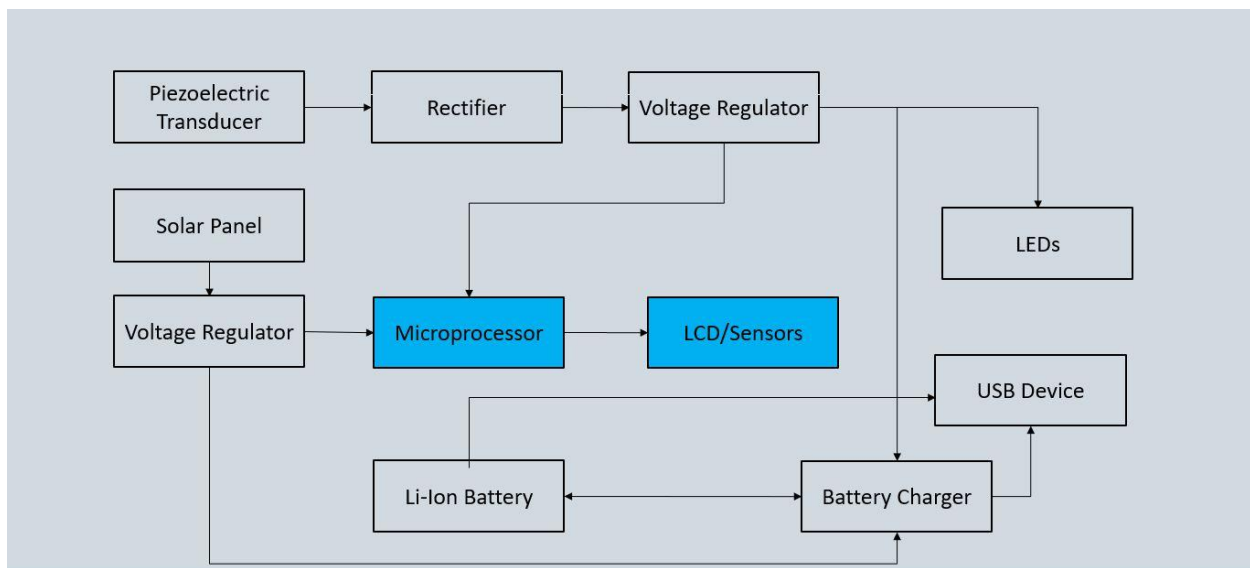 Piezoelectric
Transducer
Rectifier
Voltage Regulator
Solar Panel
LEDs
Voltage Regulator
Microprocessor
LCD/Sensors
USB Device
Li-Ion Battery
Battery Charger